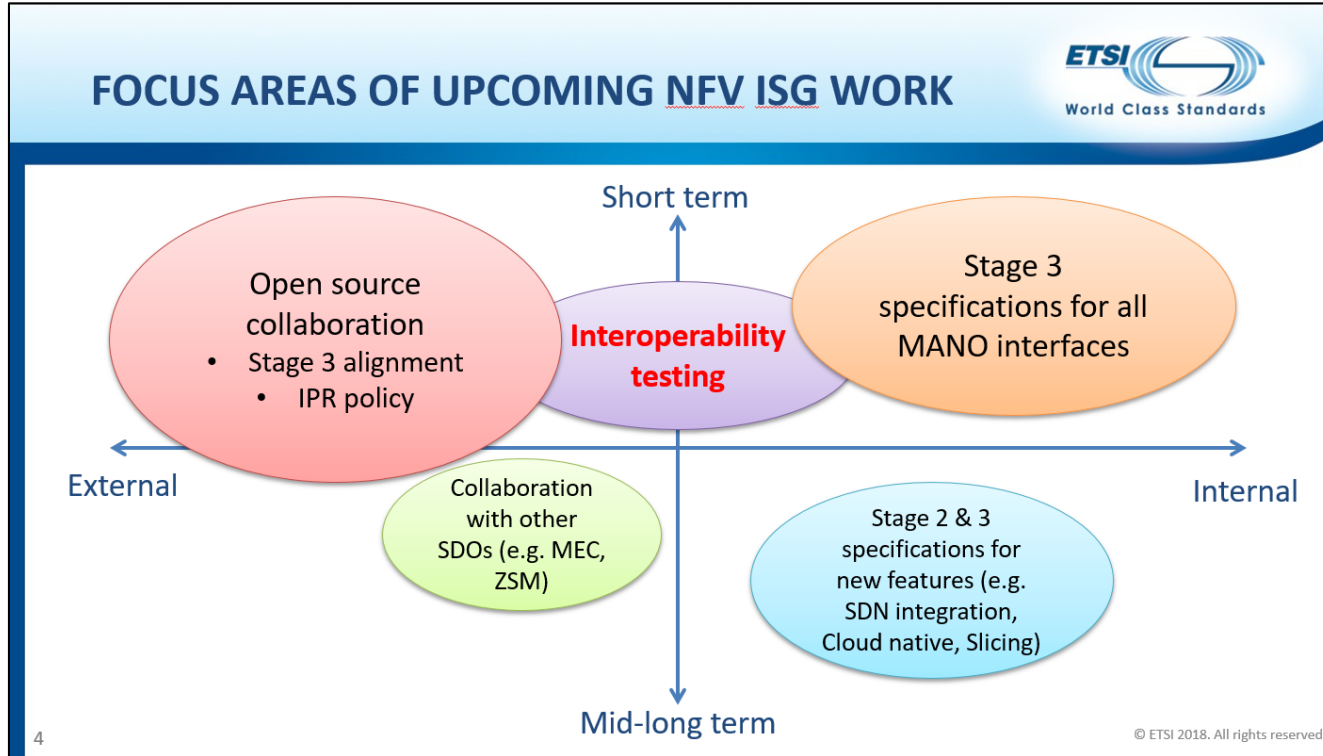 FOCUS AREAS OF UPCOMING NFV ISG WORK
ETSI
World Class Standards
Short term
Open source
collaboration
• Stage 3 alignment
• IPR policy
Interoperability
testing
Stage 3
specifications for all
MANO interfaces
External
Internal
Collaboration
with other
SDOs (e.g. MEC,
ZSM)
Stage 2 & 3
specifications for
new features (e.g.
SDN integration,
Cloud native, Slicing)
Mid-long term
4
© ETSI 2018. All rights reserved